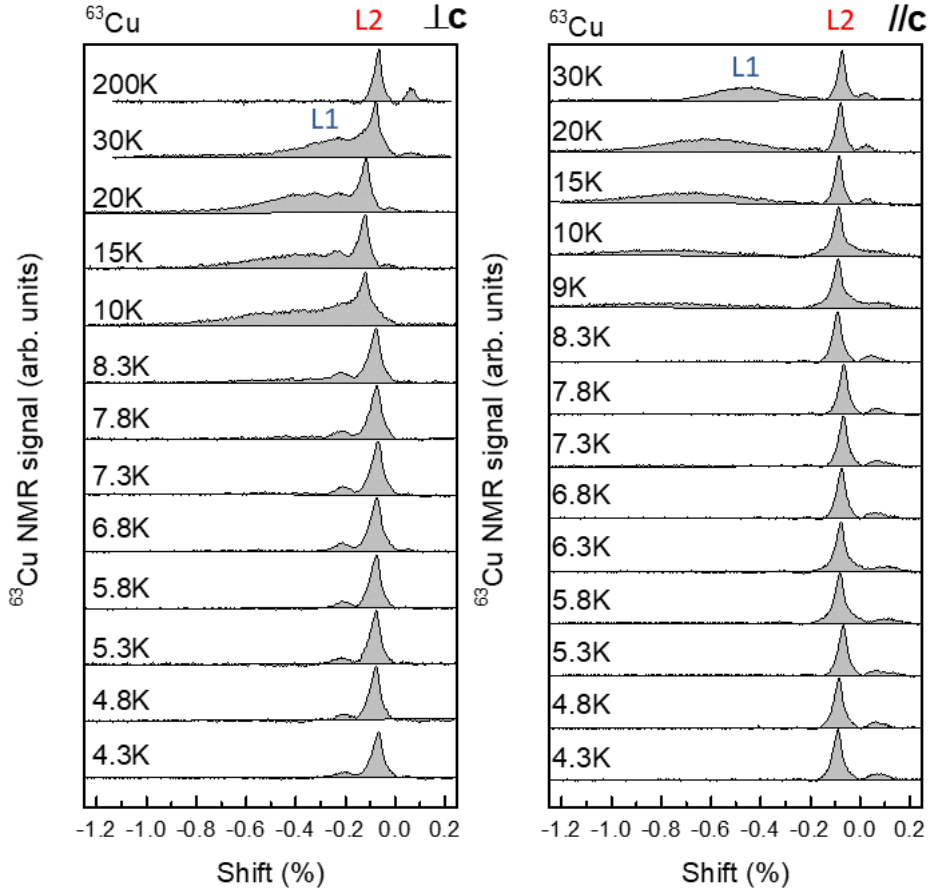 ⁶³Cu L2 ⊥c
200K
L1
30K
20K
15K
10K
8.3K
7.8K
7.3K
6.8K
5.8K
5.3K
4.8K
4.3K
-1.2 -1.0 -0.8 -0.6 -0.4 -0.2 0.0 0.2
Shift (%)
⁶³Cu NMR signal (arb. units)
⁶³Cu L2 //c
30K L1
20K
15K
10K
9K
8.3K
7.8K
7.3K
6.8K
6.3K
5.8K
5.3K
4.8K
4.3K
-1.2 -1.0 -0.8 -0.6 -0.4 -0.2 0.0 0.2
Shift (%)
⁶³Cu NMR signal (arb. units)